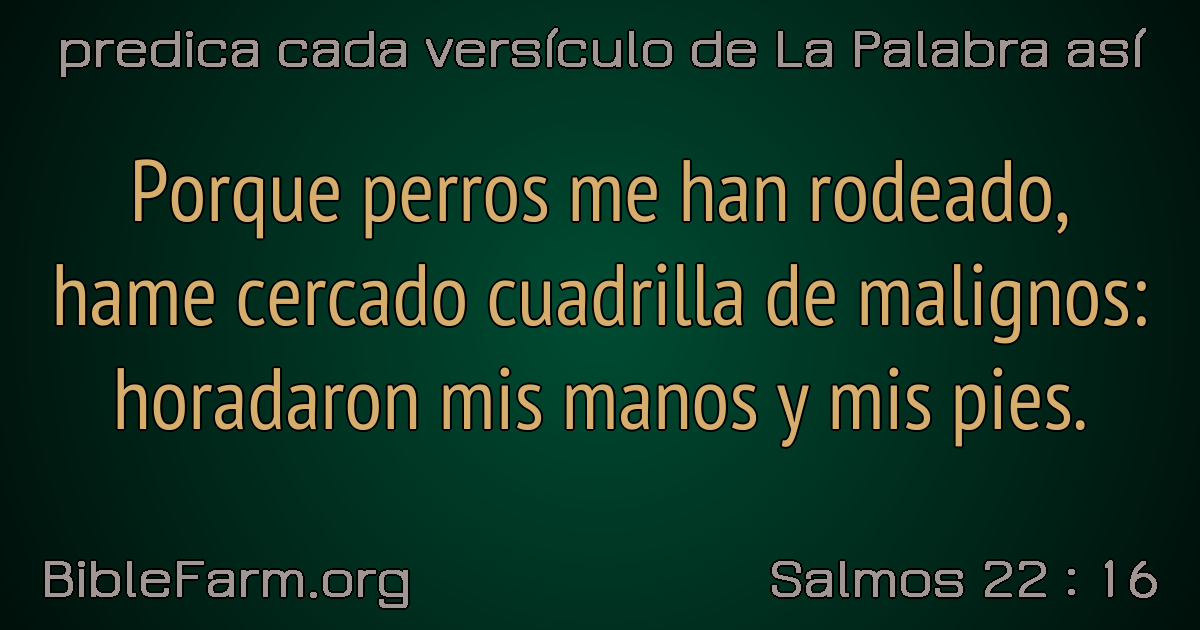 predica cada versículo de La Palabra así
Porque perros me han rodeado,
hame cercado cuadrilla de malignos:
horadaron mis manos y mis pies.
BibleFarm.org
Salmos 22 : 16